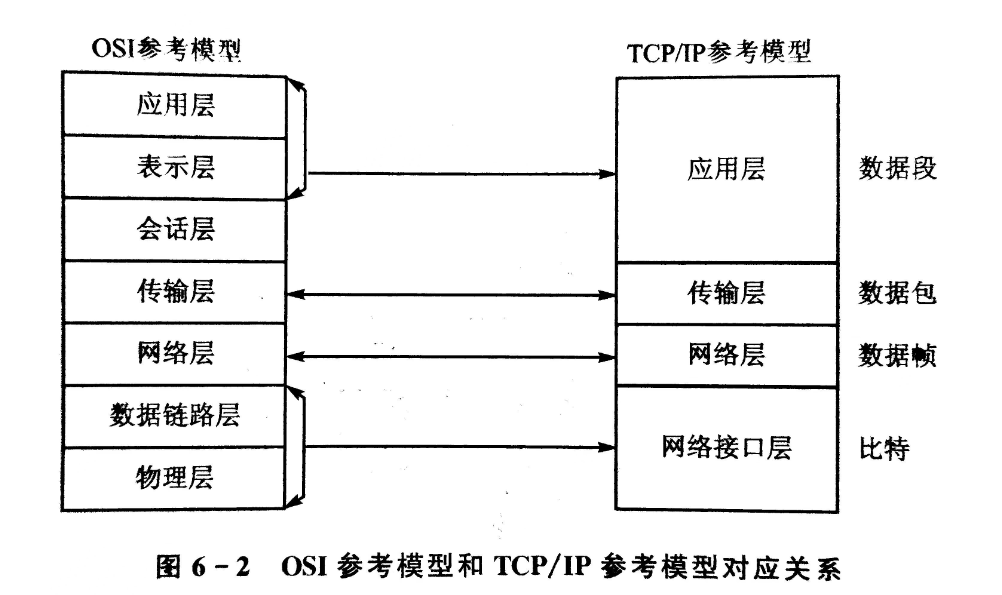 OSI参考模型
TCP/IP参考模型
应用层
表示层
会话层
传输层
网络层
数据链路层
物理层
应用层
数据段
传输层
数据包
网络层
数据帧
网络接口层
比特
图 6-2 OSI 参考模型和 TCP/IP 参考模型对应关系